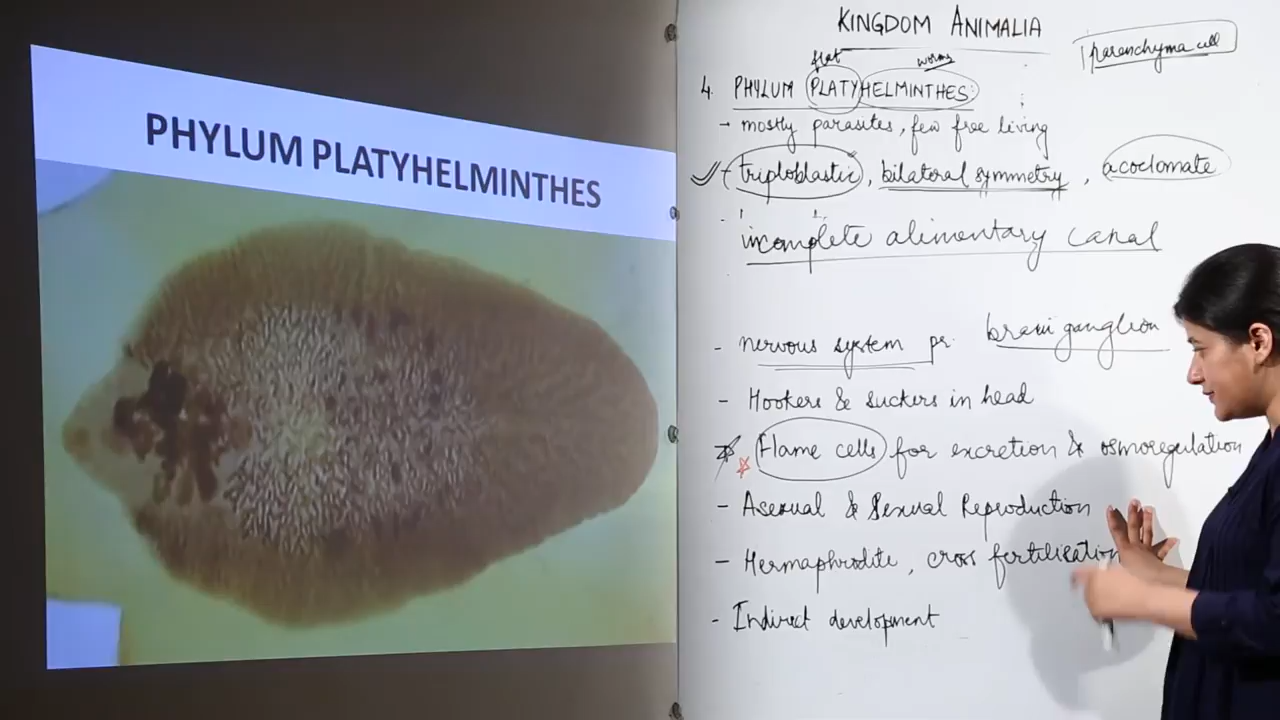 PHYLUM PLATYHELMINTHES
KINGDOM ANIMALIA
parenchyma cell
flat worms
4. PHYLUM PLATYHELMINTHES
- mostly parasites, few free living
triploblastic, bilateral symmetry, acoelomate
incomplete alimentary canal
- nervous system pr. brain ganglion
- Hookers & suckers in head
Flame cells for excretion & osmoregulation
- Asexual & Sexual Reproduction
- Hermaphrodite, cross fertilisation
- Indirect development